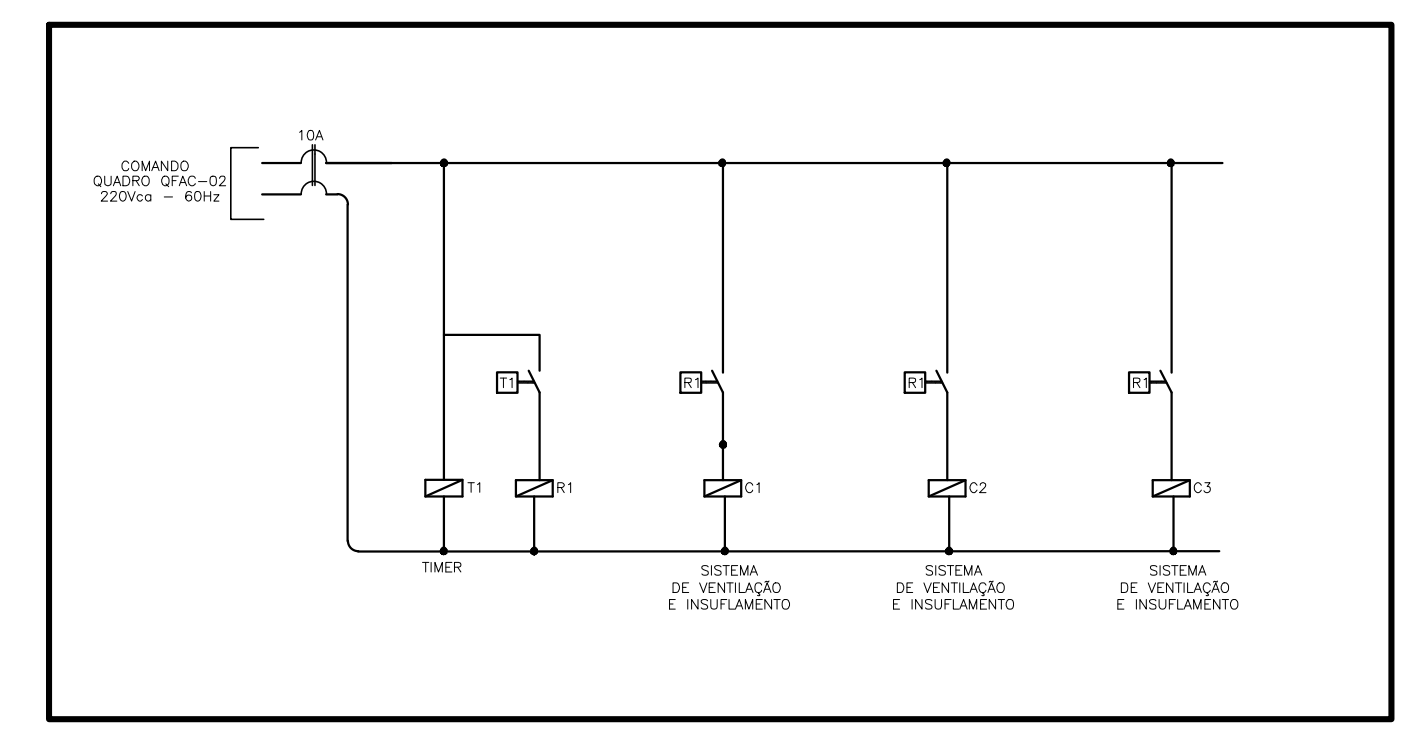 10A
COMANDO
QUADRO QFAC-02
220Vca - 60Hz
T1
R1
R1
R1
T1
R1
C1
C2
C3
TIMER
SISTEMA
DE VENTILAÇÃO
E INSUFLAMENTO
SISTEMA
DE VENTILAÇÃO
E INSUFLAMENTO
SISTEMA
DE VENTILAÇÃO
E INSUFLAMENTO